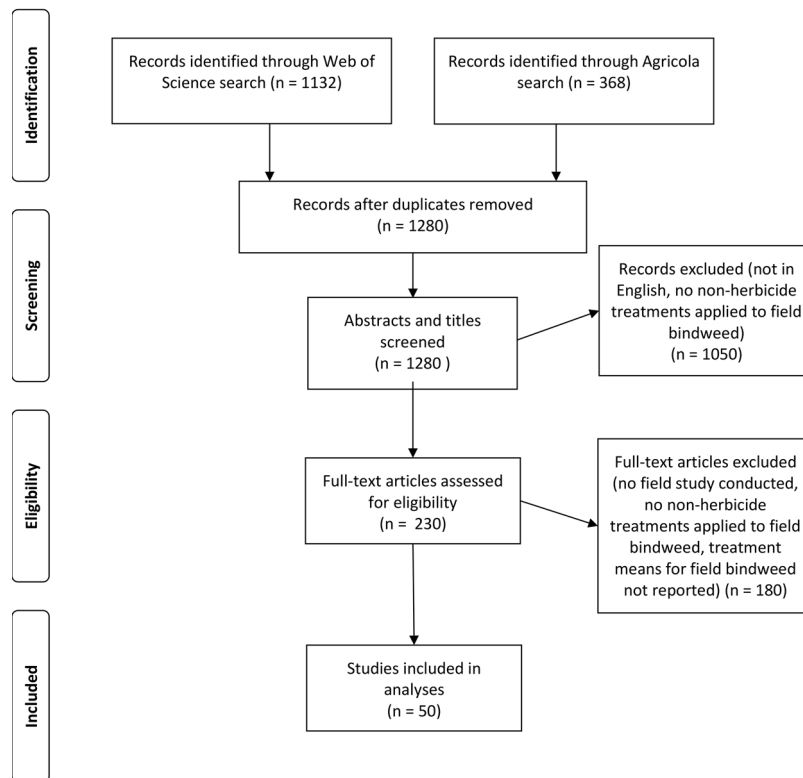 Identification
Records identified through Web of
Science search (n = 1132)
Records identified through Agricola
search (n = 368)
Records after duplicates removed
(n = 1280)
Screening
Abstracts and titles
screened
(n = 1280 )
Records excluded (not in
English, no non-herbicide
treatments applied to field
bindweed)
(n = 1050)
Eligibility
Full-text articles assessed
for eligibility
(n = 230)
Full-text articles excluded
(no field study conducted,
no non-herbicide
treatments applied to field
bindweed, treatment
means for field bindweed
not reported) (n = 180)
Included
Studies included in
analyses
(n = 50)